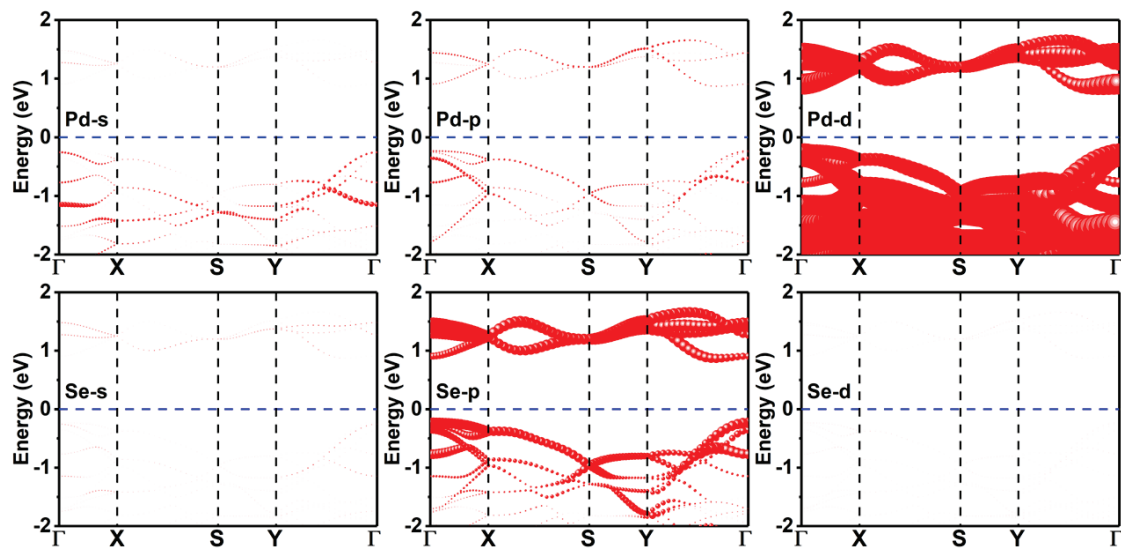 2
1
0
-1
-2
Energy (eV)
Pd-s
Γ X S Y Γ
2
1
0
-1
-2
Energy (eV)
Pd-p
Γ X S Y Γ
2
1
0
-1
-2
Energy (eV)
Pd-d
Γ X S Y Γ
2
1
0
-1
-2
Energy (eV)
Se-s
Γ X S Y Γ
2
1
0
-1
-2
Energy (eV)
Se-p
Γ X S Y Γ
2
1
0
-1
-2
Energy (eV)
Se-d
Γ X S Y Γ